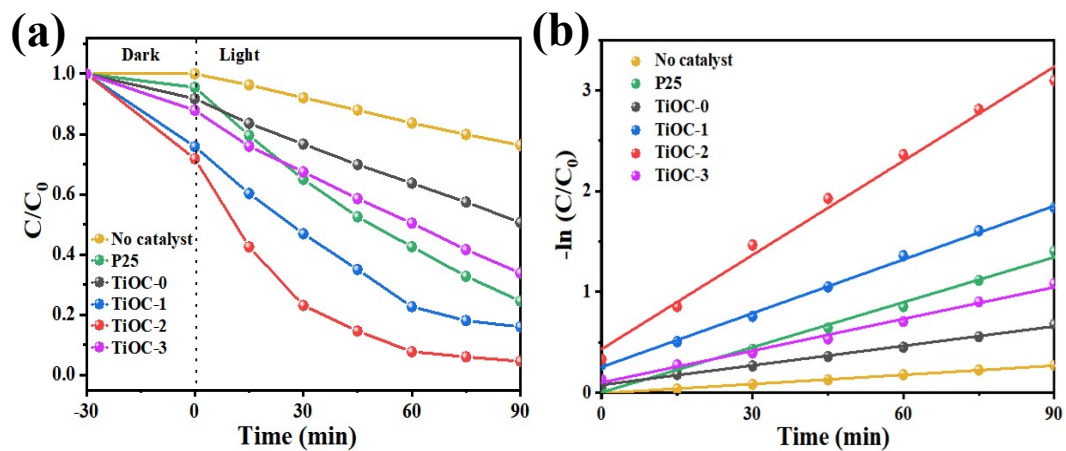 (a)
Dark Light
1.0
0.8
0.6
0.4
0.2
0.0
C/C0
No catalyst
P25
TiOC-0
TiOC-1
TiOC-2
TiOC-3
-30 0 30 60 90
Time (min)
(b)
3
2
1
0
-ln (C/C0)
No catalyst
P25
TiOC-0
TiOC-1
TiOC-2
TiOC-3
0 30 60 90
Time (min)